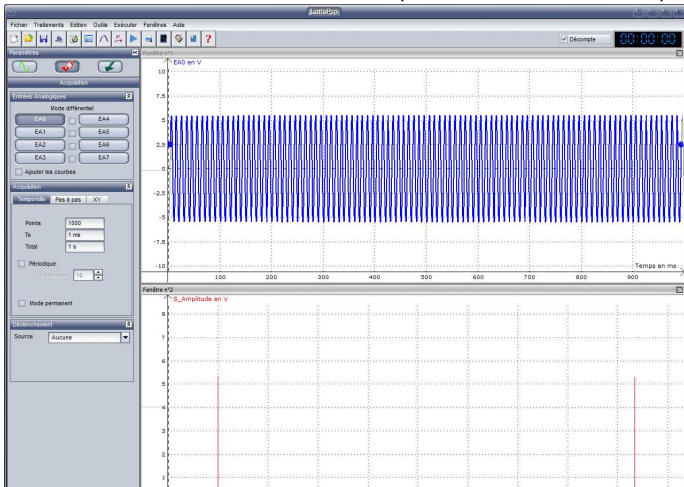 LatisPro
Fichier Traitements Edition Outils Exécuter Fenêtres Aide
Décompte
00:00:00
Paramètres
Acquisition
Entrées Analogiques
Mode différentiel
EA0 EA4
EA1 EA5
EA2 EA6
EA3 EA7
Ajouter les courbes
Acquisition
Temporelle Pas à pas XY
Points 1000
Te 1 ms
Total 1 s
Périodique
10
Mode permanent
Déclenchement
Source Aucune
Fenêtre n°1
EA0 en V
10
7,5
5
2,5
0
-2,5
-5
-7,5
-10
Temps en ms
100 200 300 400 500 600 700 800 900
Fenêtre n°2
S_Amplitude en V
8
7
6
5
4
3
2
1